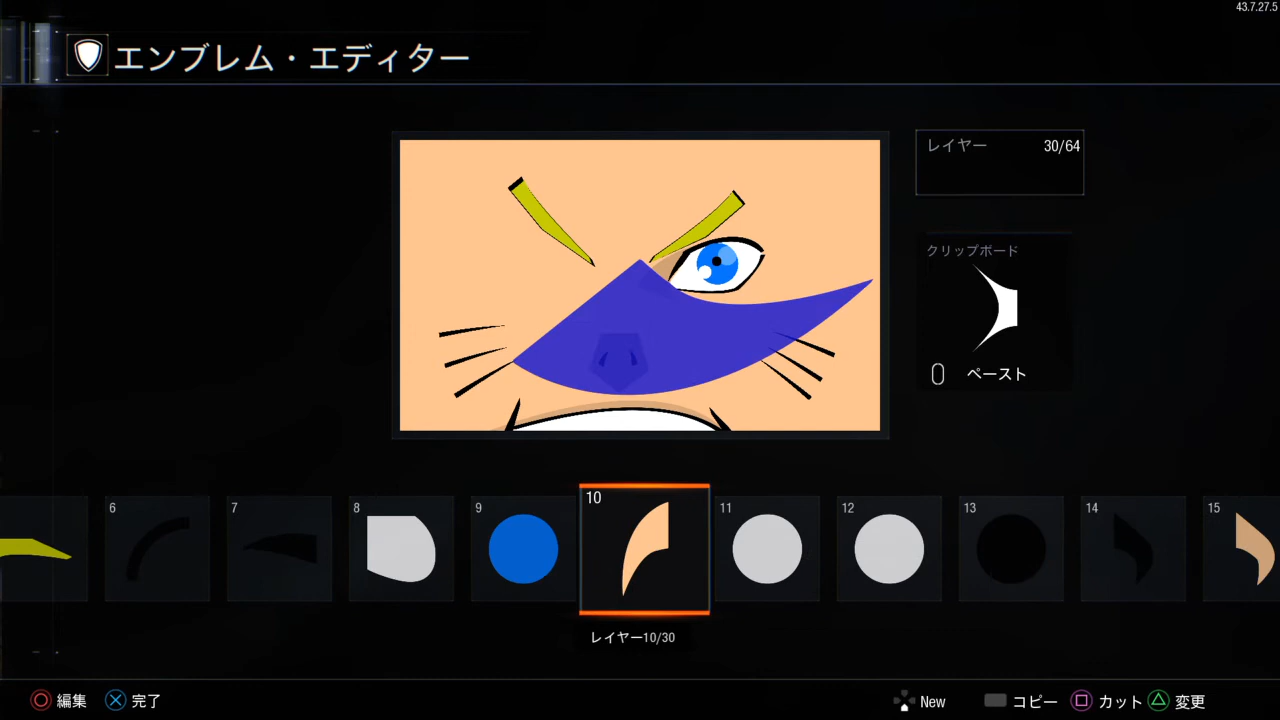 43.7.27.5
エンブレム・エディター
レイヤー 30/64
クリップボード
ペースト
6 7 8 9 10 11 12 13 14 15
レイヤー10/30
編集 完了 New コピー カット 変更